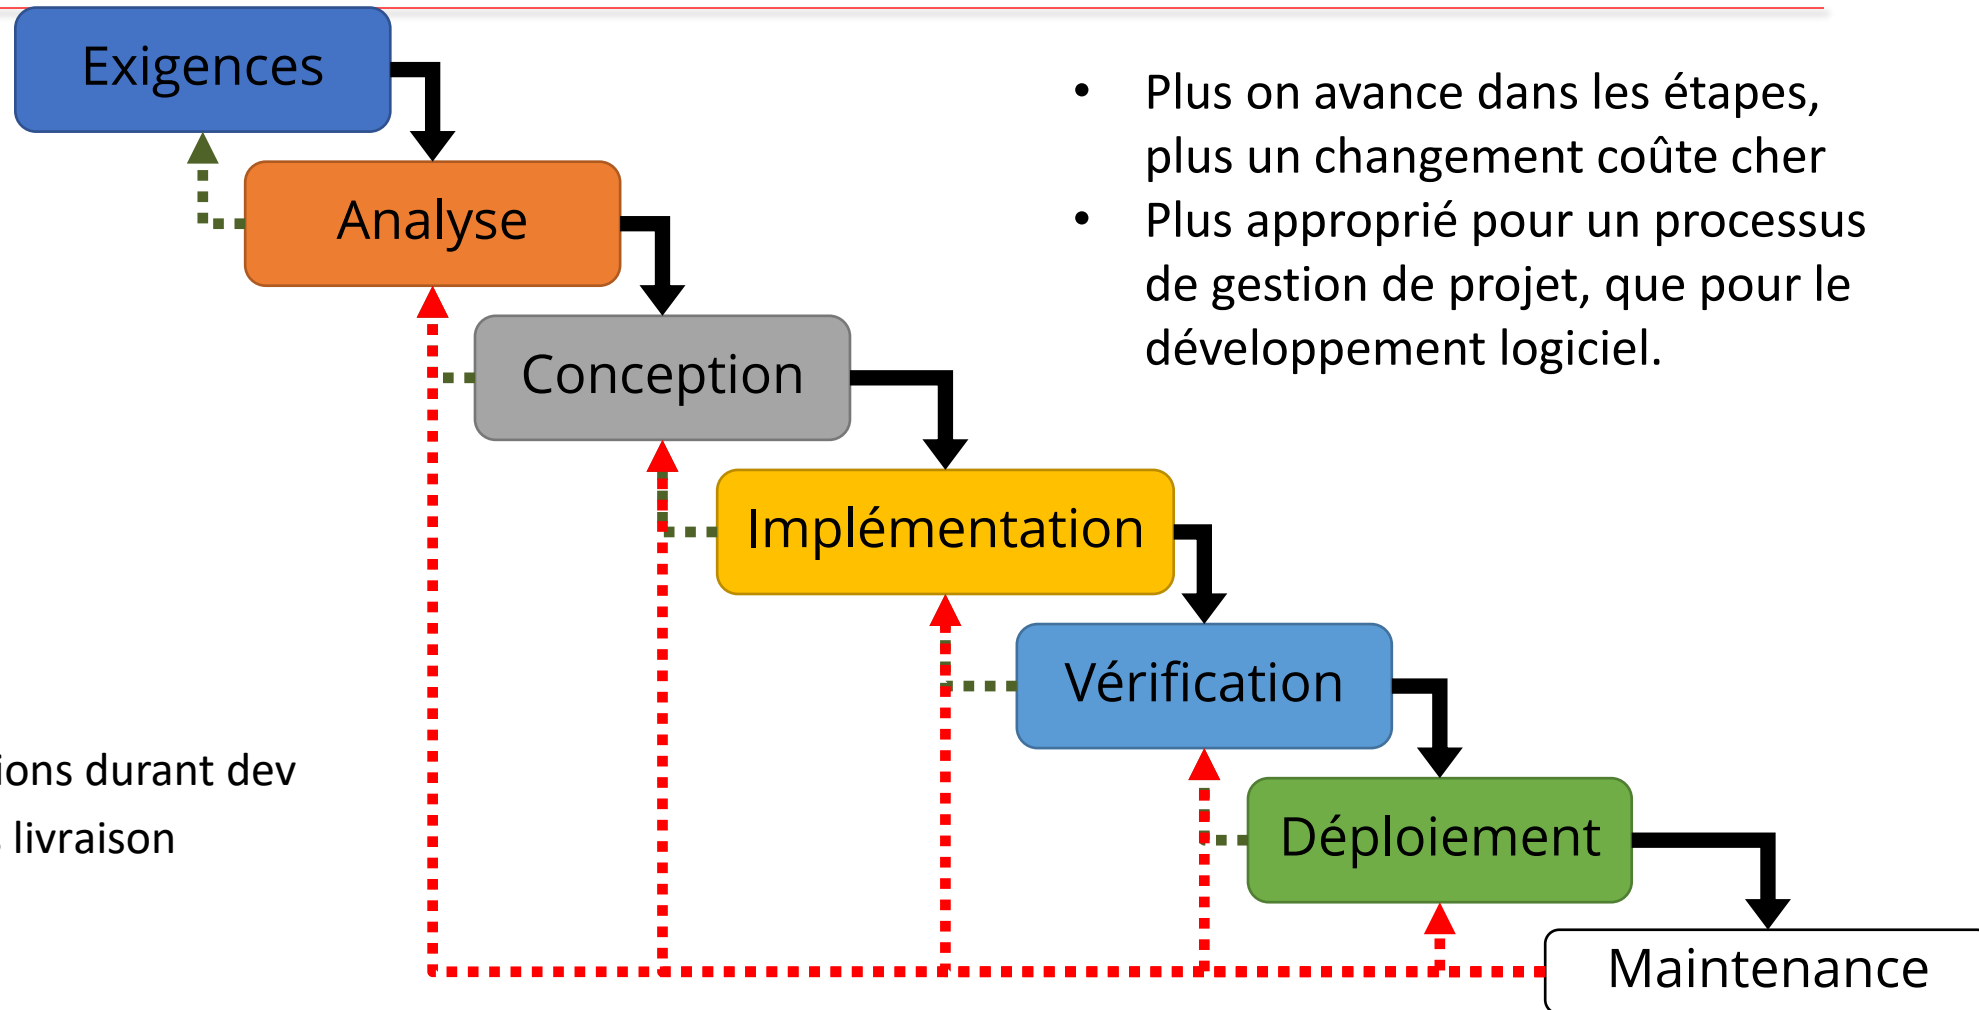 Exigences
• Plus on avance dans les étapes,
plus un changement coûte cher
• Plus approprié pour un processus
de gestion de projet, que pour le
développement logiciel.
Analyse
Conception
Implémentation
Vérification
ions durant dev
livraison
Déploiement
Maintenance